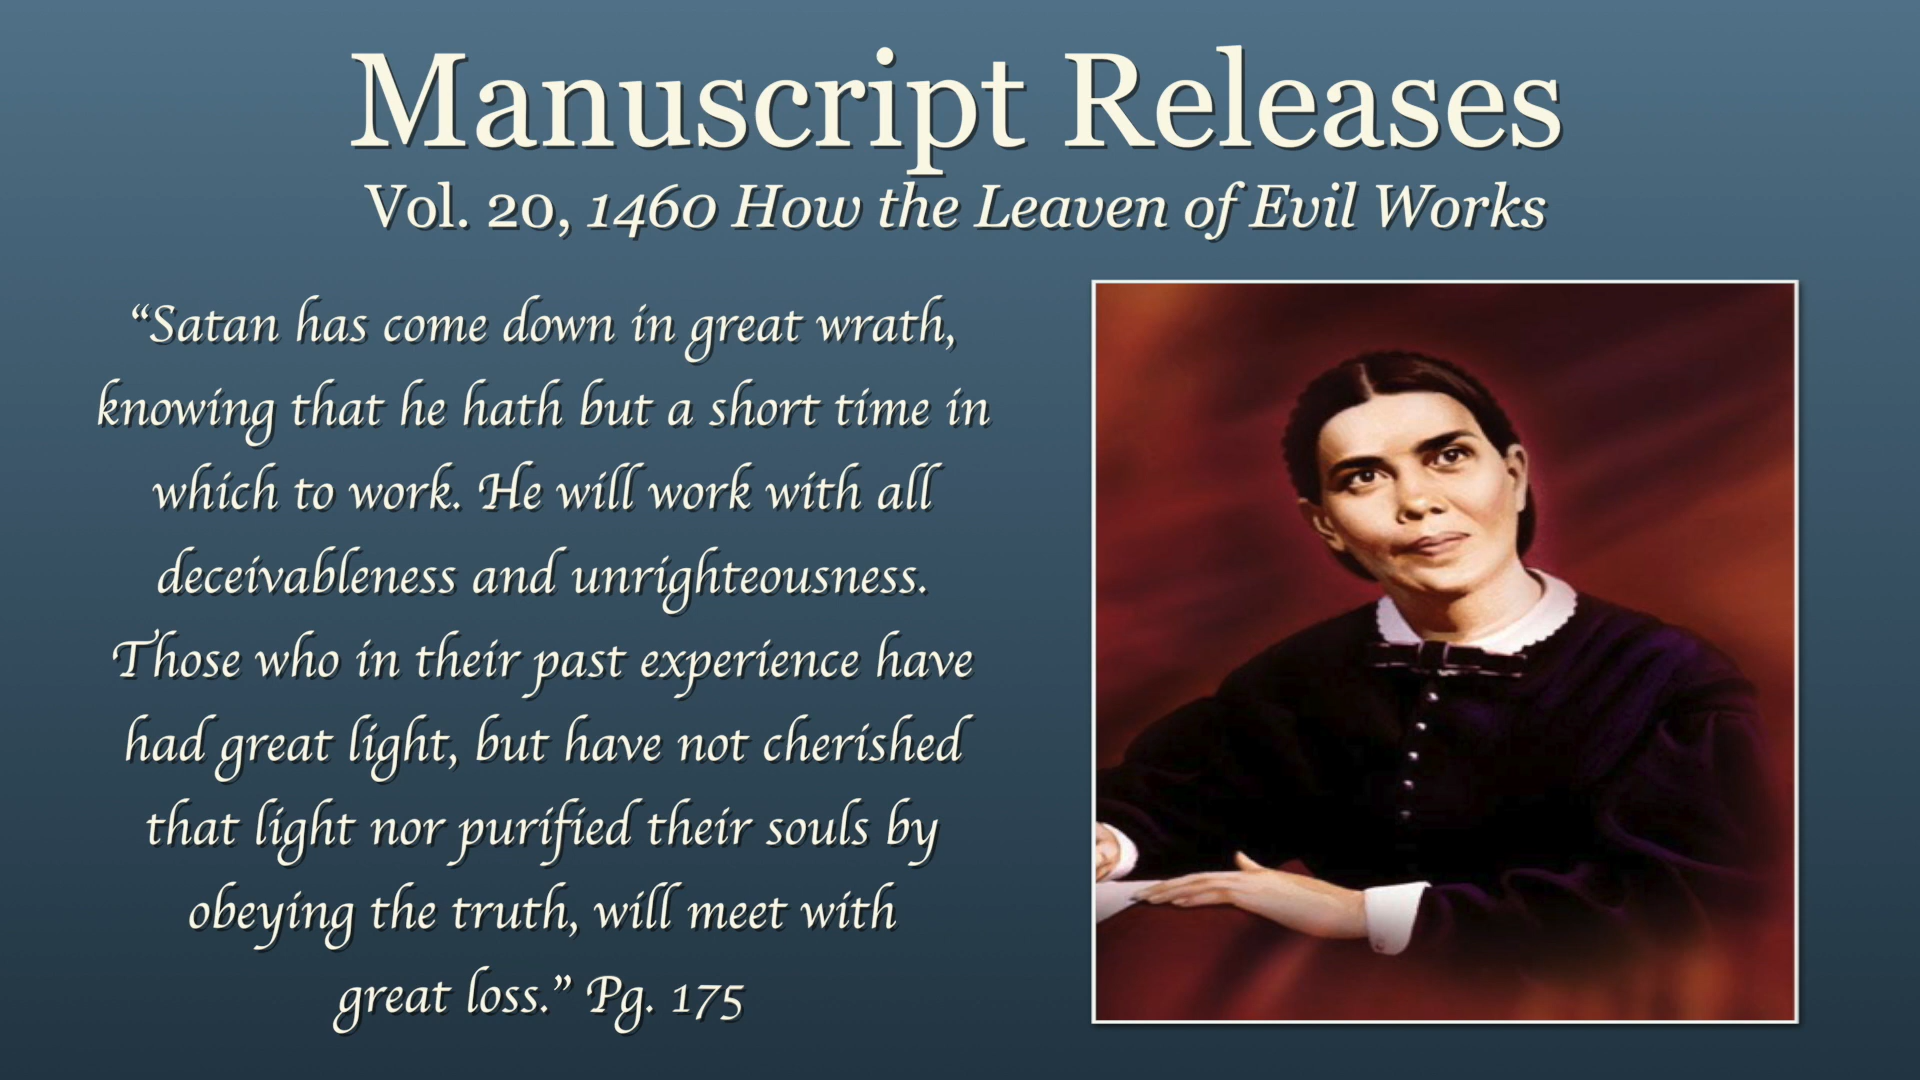 Manuscript Releases
Vol. 20, 1460 How the Leaven of Evil Works
“Satan has come down in great wrath,
knowing that he hath but a short time in
which to work. He will work with all
deceivableness and unrighteousness.
Those who in their past experience have
had great light, but have not cherished
that light nor purified their souls by
obeying the truth, will meet with
great loss.” Pg. 175